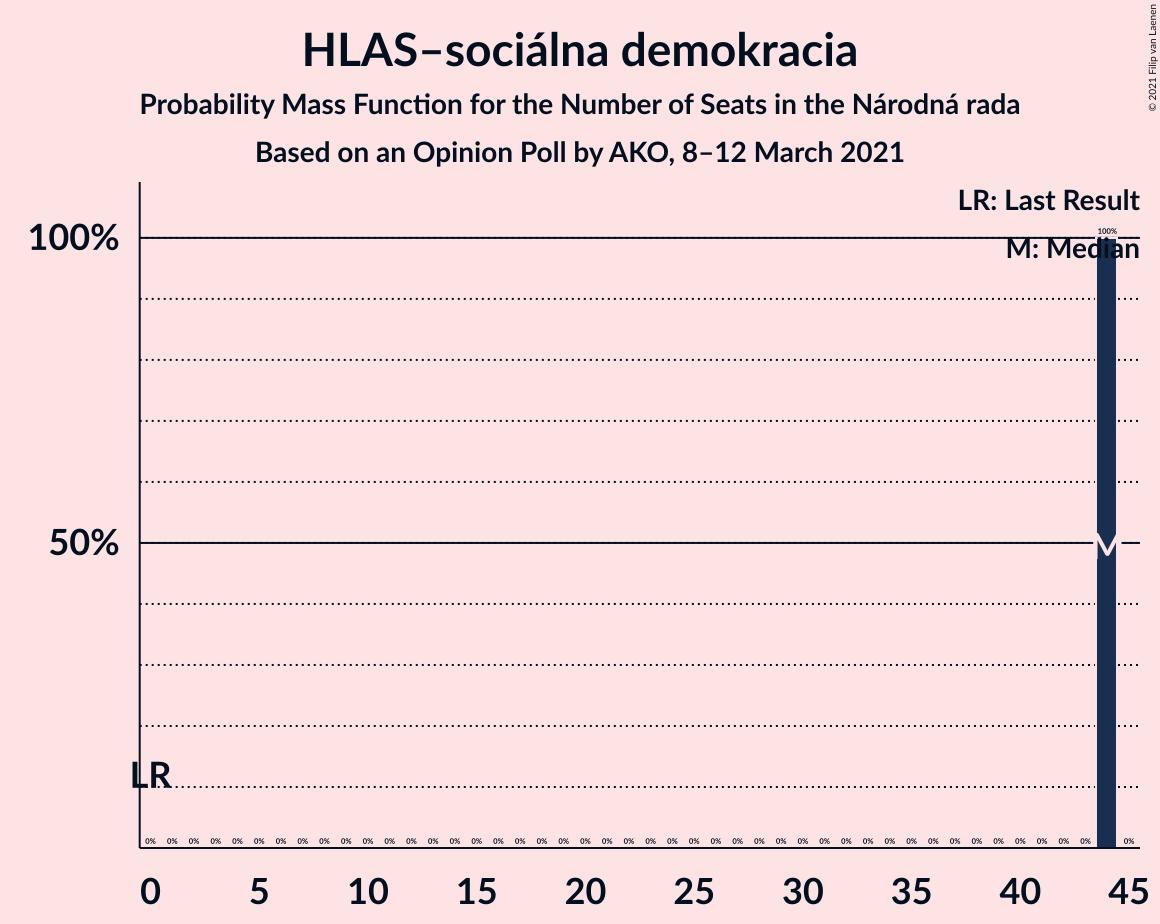 HLAS–sociálna demokracia
Probability Mass Function for the Number of Seats in the Národná rada
Based on an Opinion Poll by AKO, 8–12 March 2021
© 2021 Filip van Laenen
LR: Last Result
M: Median
100%
50%
100%
M
LR
0% 0% 0% 0% 0% 0% 0% 0% 0% 0% 0% 0% 0% 0% 0% 0% 0% 0% 0% 0% 0% 0% 0% 0% 0% 0% 0% 0% 0% 0% 0% 0% 0% 0% 0% 0% 0% 0% 0% 0% 0% 0% 0% 0% 0%
0 5 10 15 20 25 30 35 40 45